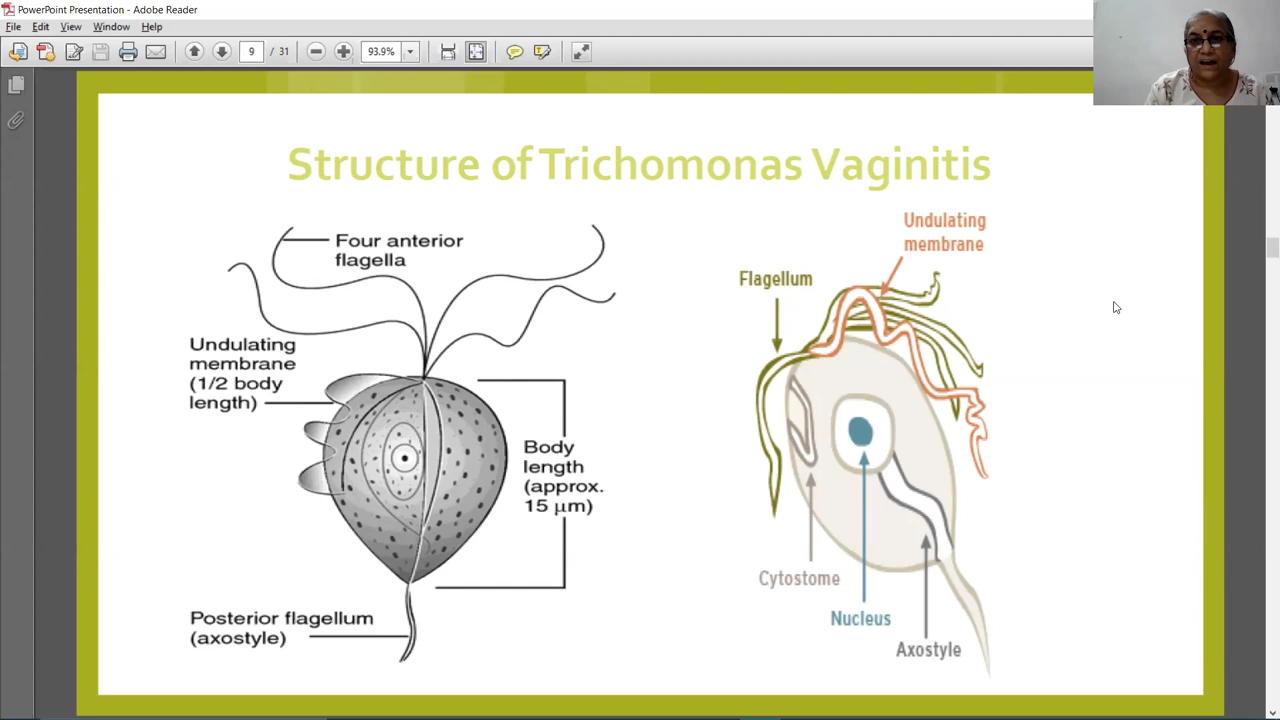 PowerPoint Presentation - Adobe Reader
File Edit View Window Help
9 / 31
93.9%
Structure of Trichomonas Vaginitis
Four anterior
flagella
Undulating
membrane
(1/2 body
length)
Body
length
(approx.
15 μm)
Posterior flagellum
(axostyle)
Undulating
membrane
Flagellum
Cytostome
Nucleus
Axostyle